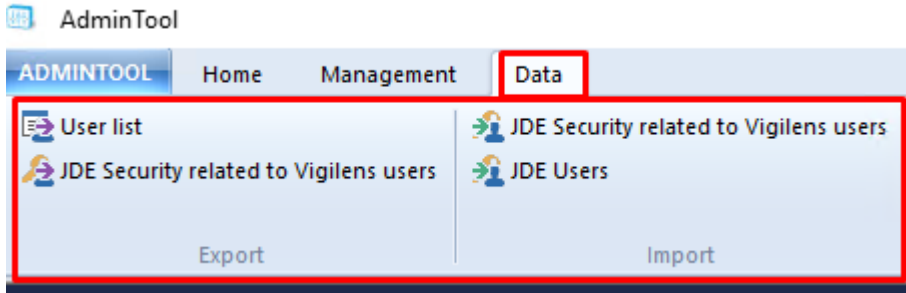 AdminTool
ADMINTOOL Home Management Data
User list
JDE Security related to Vigilens users
Export
JDE Security related to Vigilens users
JDE Users
Import